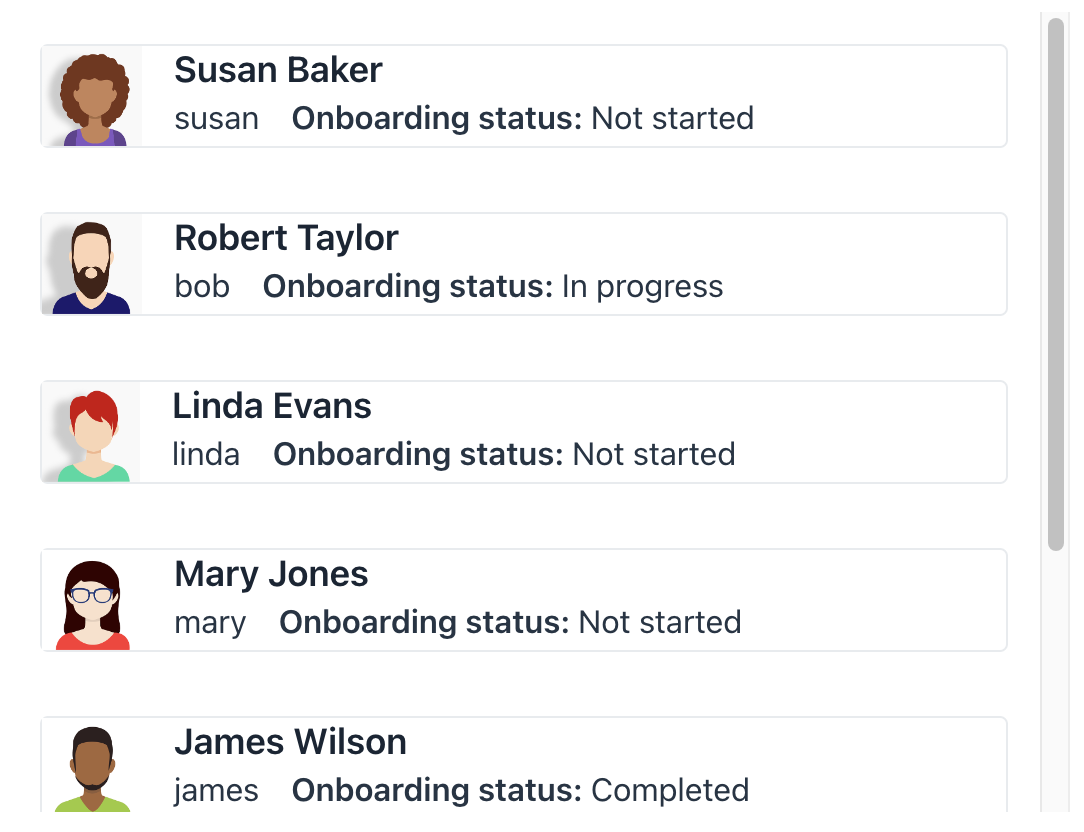 Susan Baker
susan Onboarding status: Not started
Robert Taylor
bob Onboarding status: In progress
Linda Evans
linda Onboarding status: Not started
Mary Jones
mary Onboarding status: Not started
James Wilson
james Onboarding status: Completed